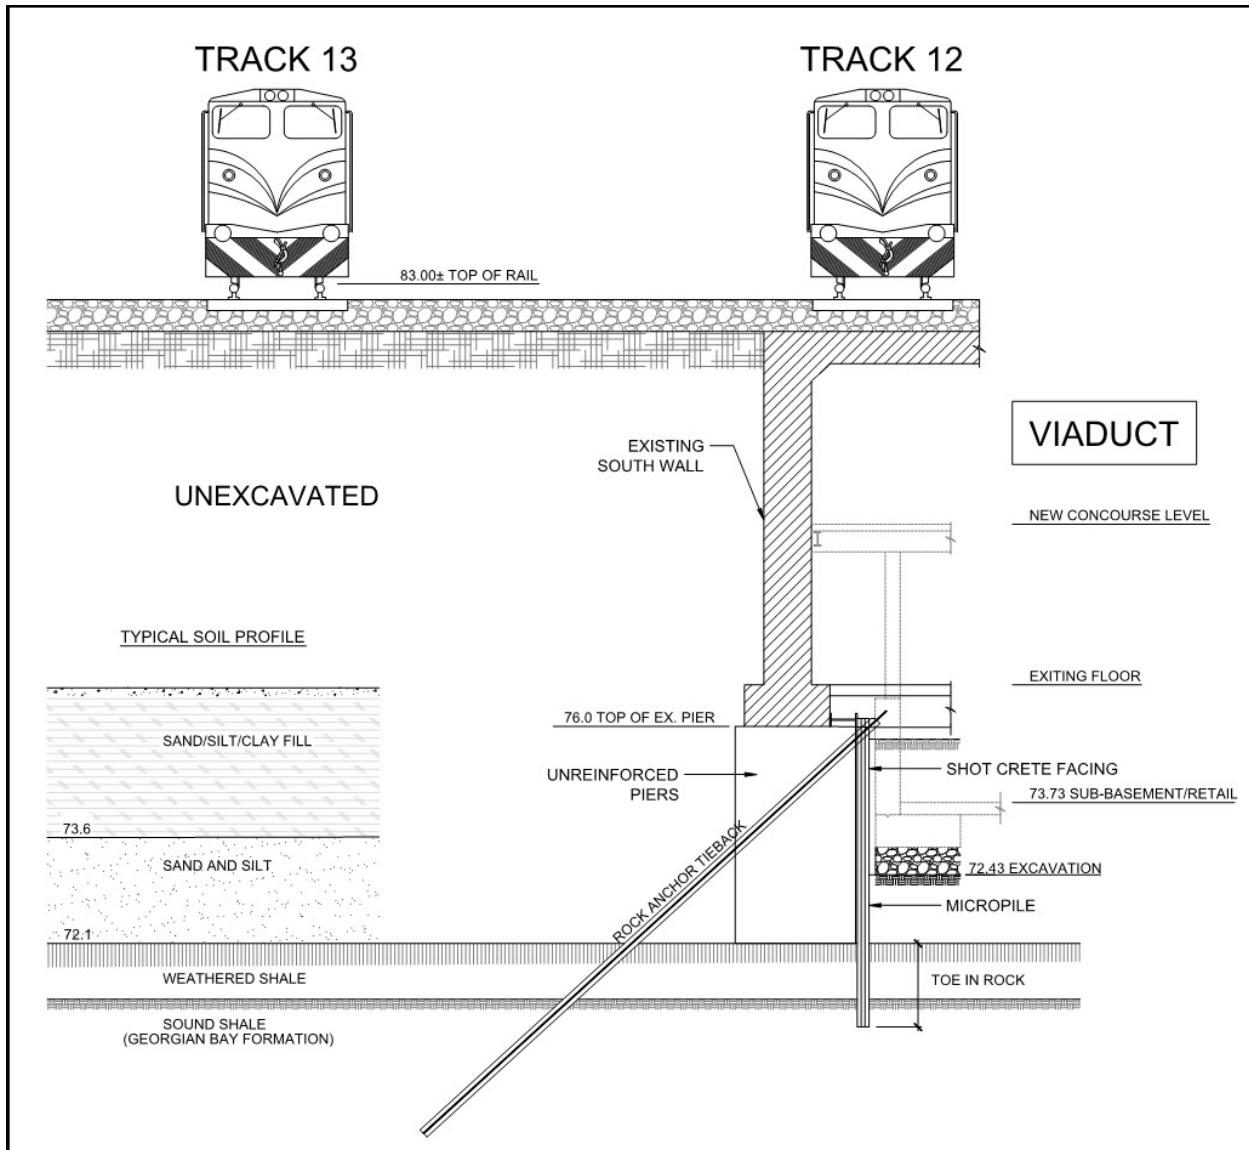 TRACK 13
TRACK 12
83.00± TOP OF RAIL
EXISTING
SOUTH WALL
VIADUCT
UNEXCAVATED
NEW CONCOURSE LEVEL
TYPICAL SOIL PROFILE
EXITING FLOOR
76.0 TOP OF EX. PIER
SAND/SILT/CLAY FILL
UNREINFORCED
PIERS
SHOT CRETE FACING
73.73 SUB-BASEMENT/RETAIL
73.6
SAND AND SILT
ROCK ANCHOR TIEBACK
72.43 EXCAVATION
MICROPILE
72.1
WEATHERED SHALE
TOE IN ROCK
SOUND SHALE
(GEORGIAN BAY FORMATION)